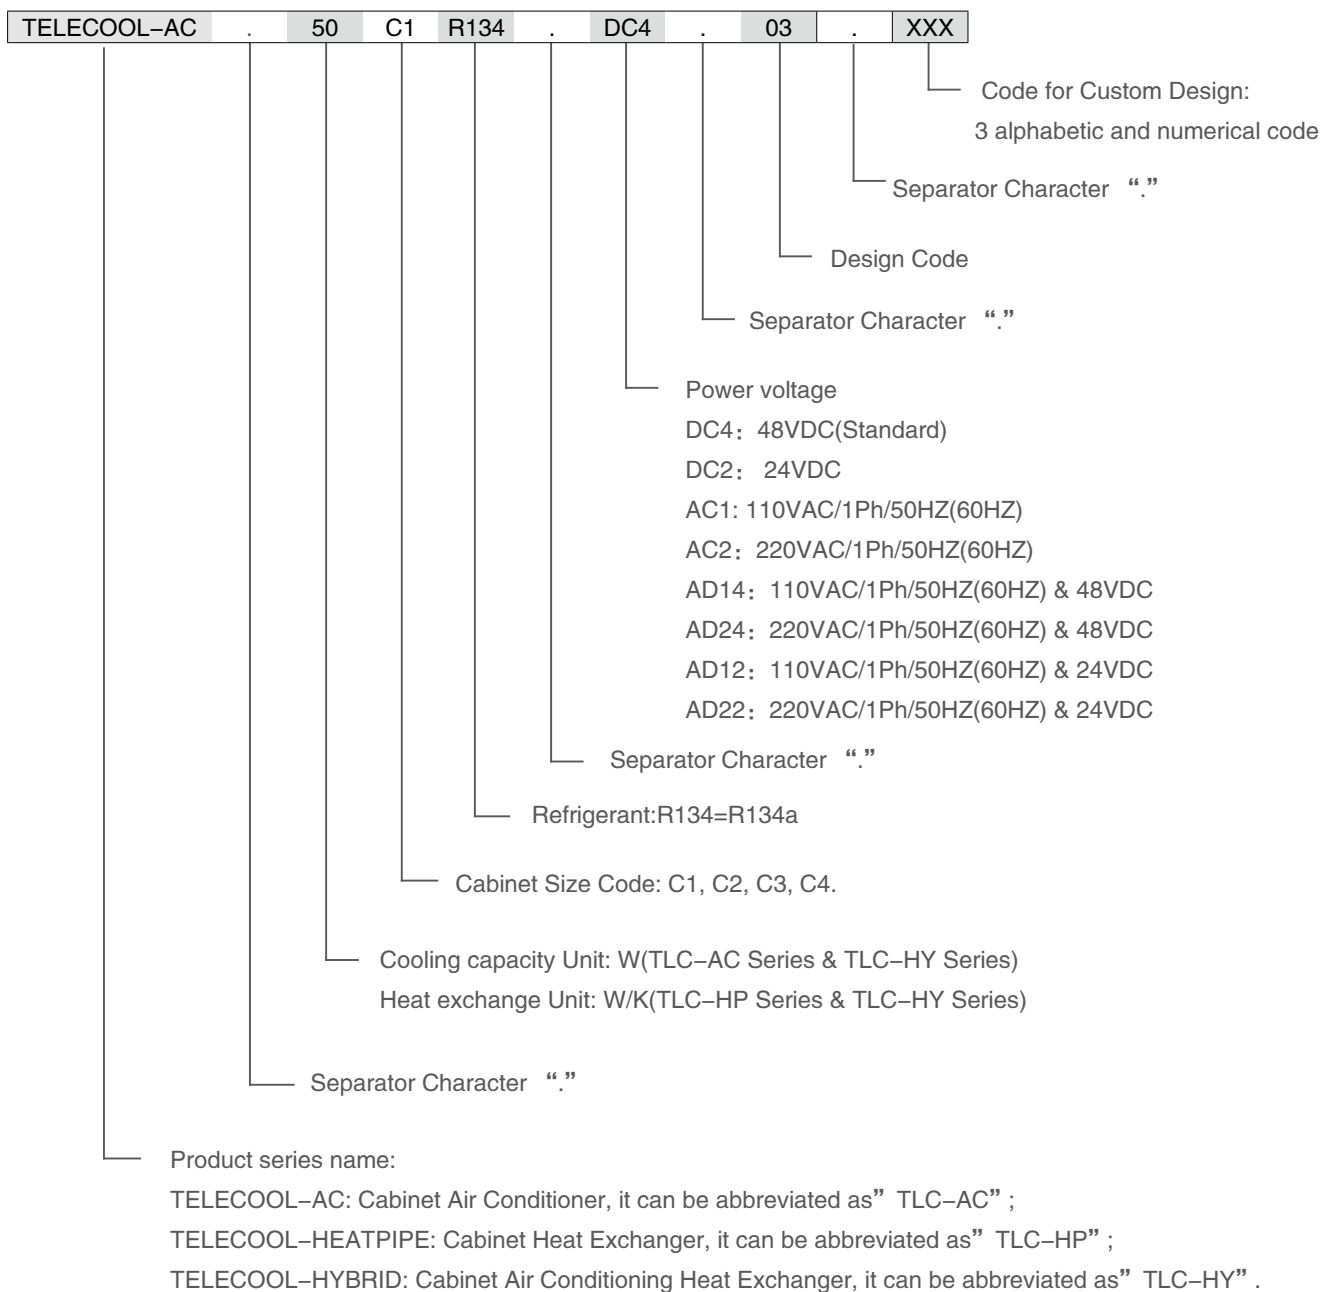 TELECOOL–AC . 50 C1 R134 . DC4 . 03 . XXX
Code for Custom Design:
3 alphabetic and numerical code
Separator Character “.”
Design Code
Separator Character “.”
Power voltage
DC4：48VDC(Standard)
DC2： 24VDC
AC1: 110VAC/1Ph/50HZ(60HZ)
AC2：220VAC/1Ph/50HZ(60HZ)
AD14：110VAC/1Ph/50HZ(60HZ) & 48VDC
AD24：220VAC/1Ph/50HZ(60HZ) & 48VDC
AD12：110VAC/1Ph/50HZ(60HZ) & 24VDC
AD22：220VAC/1Ph/50HZ(60HZ) & 24VDC
Separator Character “.”
Refrigerant:R134=R134a
Cabinet Size Code: C1, C2, C3, C4.
Cooling capacity Unit: W(TLC–AC Series & TLC–HY Series)
Heat exchange Unit: W/K(TLC–HP Series & TLC–HY Series)
Separator Character “.”
Product series name:
TELECOOL–AC: Cabinet Air Conditioner, it can be abbreviated as” TLC–AC” ;
TELECOOL–HEATPIPE: Cabinet Heat Exchanger, it can be abbreviated as” TLC–HP” ;
TELECOOL–HYBRID: Cabinet Air Conditioning Heat Exchanger, it can be abbreviated as” TLC–HY” .